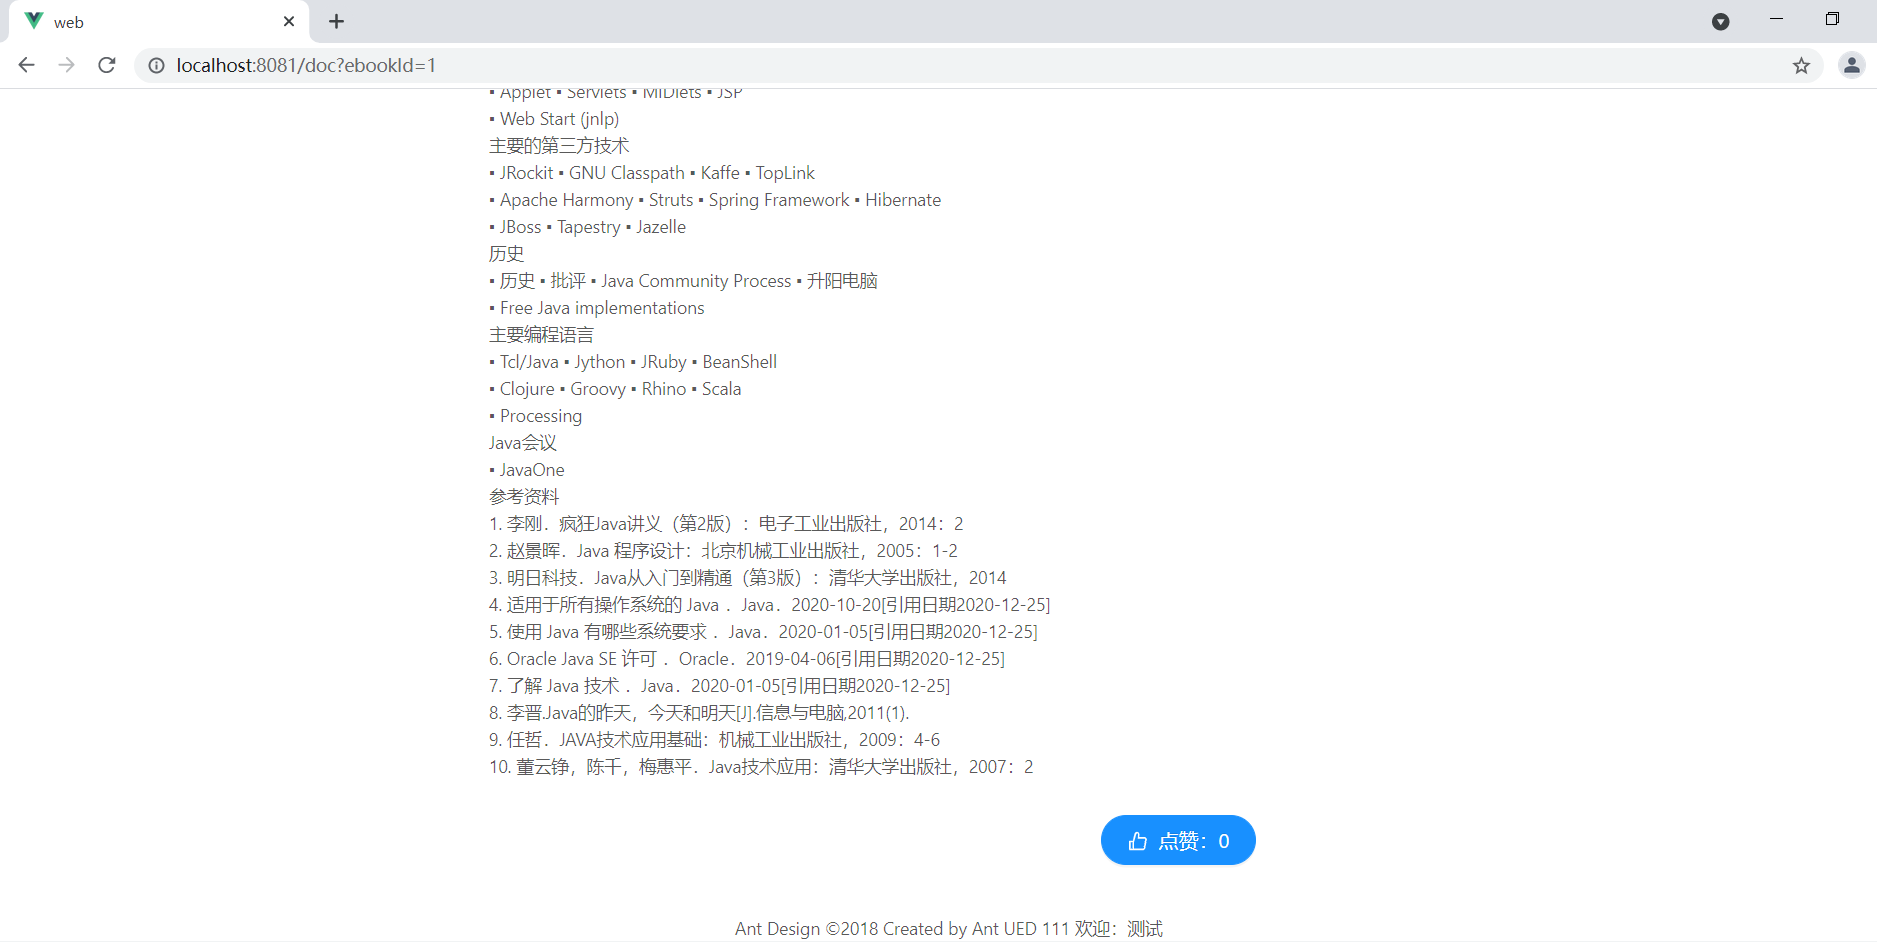 web
localhost:8081/doc?ebookId=1
▪ Applet ▪ Servlets ▪ MIDlets ▪ JSP
▪ Web Start (jnlp)
主要的第三方技术
▪ JRockit ▪ GNU Classpath ▪ Kaffe ▪ TopLink
▪ Apache Harmony ▪ Struts ▪ Spring Framework ▪ Hibernate
▪ JBoss ▪ Tapestry ▪ Jazelle
历史
▪ 历史 ▪ 批评 ▪ Java Community Process ▪ 升阳电脑
▪ Free Java implementations
主要编程语言
▪ Tcl/Java ▪ Jython ▪ JRuby ▪ BeanShell
▪ Clojure ▪ Groovy ▪ Rhino ▪ Scala
▪ Processing
Java会议
▪ JavaOne
参考资料
1. 李刚．疯狂Java讲义（第2版）：电子工业出版社，2014：2
2. 赵景晖．Java 程序设计：北京机械工业出版社，2005：1-2
3. 明日科技．Java从入门到精通（第3版）：清华大学出版社，2014
4. 适用于所有操作系统的 Java ．Java．2020-10-20[引用日期2020-12-25]
5. 使用 Java 有哪些系统要求 ．Java．2020-01-05[引用日期2020-12-25]
6. Oracle Java SE 许可 ．Oracle．2019-04-06[引用日期2020-12-25]
7. 了解 Java 技术 ．Java．2020-01-05[引用日期2020-12-25]
8. 李晋.Java的昨天，今天和明天[J].信息与电脑,2011(1).
9. 任哲．JAVA技术应用基础：机械工业出版社，2009：4-6
10. 董云铮，陈千，梅惠平．Java技术应用：清华大学出版社，2007：2
点赞：0
Ant Design ©2018 Created by Ant UED 111 欢迎：测试